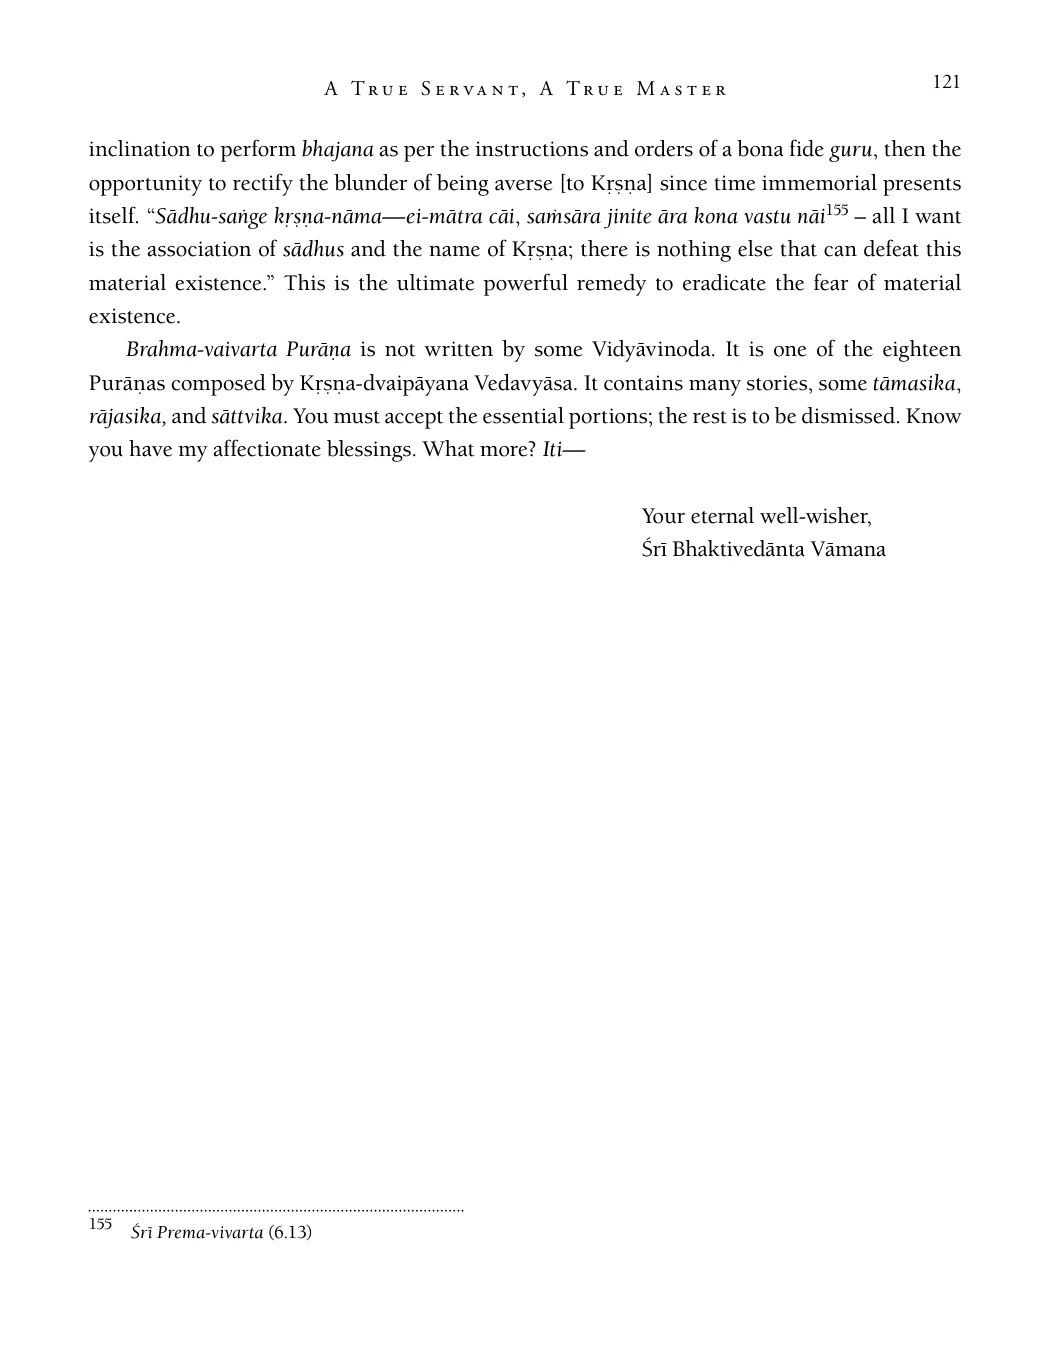 A True Servant, A True Master
121
inclination to perform bhajana as per the instructions and orders of a bona fide guru, then the
opportunity to rectify the blunder of being averse [to Kṛṣṇa] since time immemorial presents
itself. “Sādhu-saṅge kṛṣṇa-nāma—ei-mātra cāi, saṁsāra jinite āra kona vastu nāi155 – all I want
is the association of sādhus and the name of Kṛṣṇa; there is nothing else that can defeat this
material existence.” This is the ultimate powerful remedy to eradicate the fear of material
existence.
Brahma-vaivarta Purāṇa is not written by some Vidyāvinoda. It is one of the eighteen
Purāṇas composed by Kṛṣṇa-dvaipāyana Vedavyāsa. It contains many stories, some tāmasika,
rājasika, and sāttvika. You must accept the essential portions; the rest is to be dismissed. Know
you have my affectionate blessings. What more? Iti—
Your eternal well-wisher,
Śrī Bhaktivedānta Vāmana
155 Śrī Prema-vivarta (6.13)